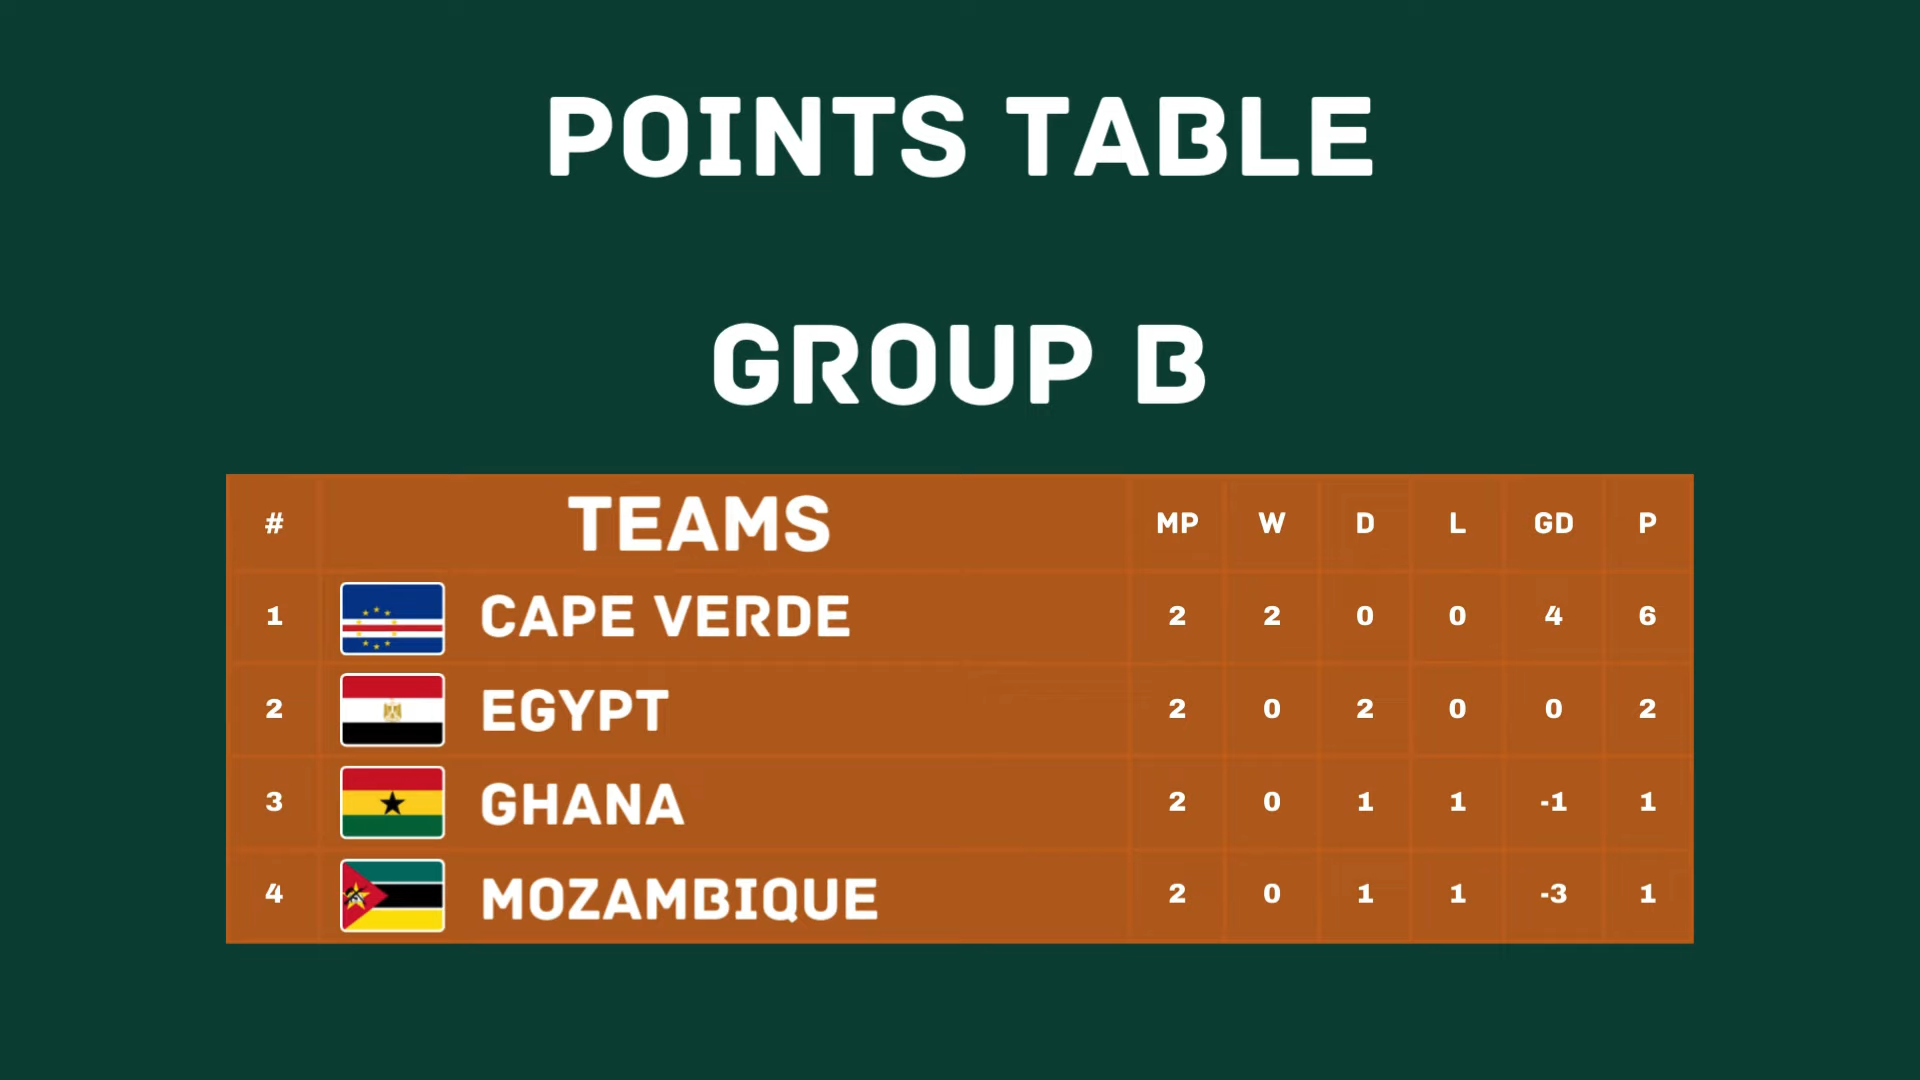 POINTS TABLE
GROUP B
# TEAMS MP W D L GD P
1 CAPE VERDE 2 2 0 0 4 6
2 EGYPT 2 0 2 0 0 2
3 GHANA 2 0 1 1 -1 1
4 MOZAMBIQUE 2 0 1 1 -3 1